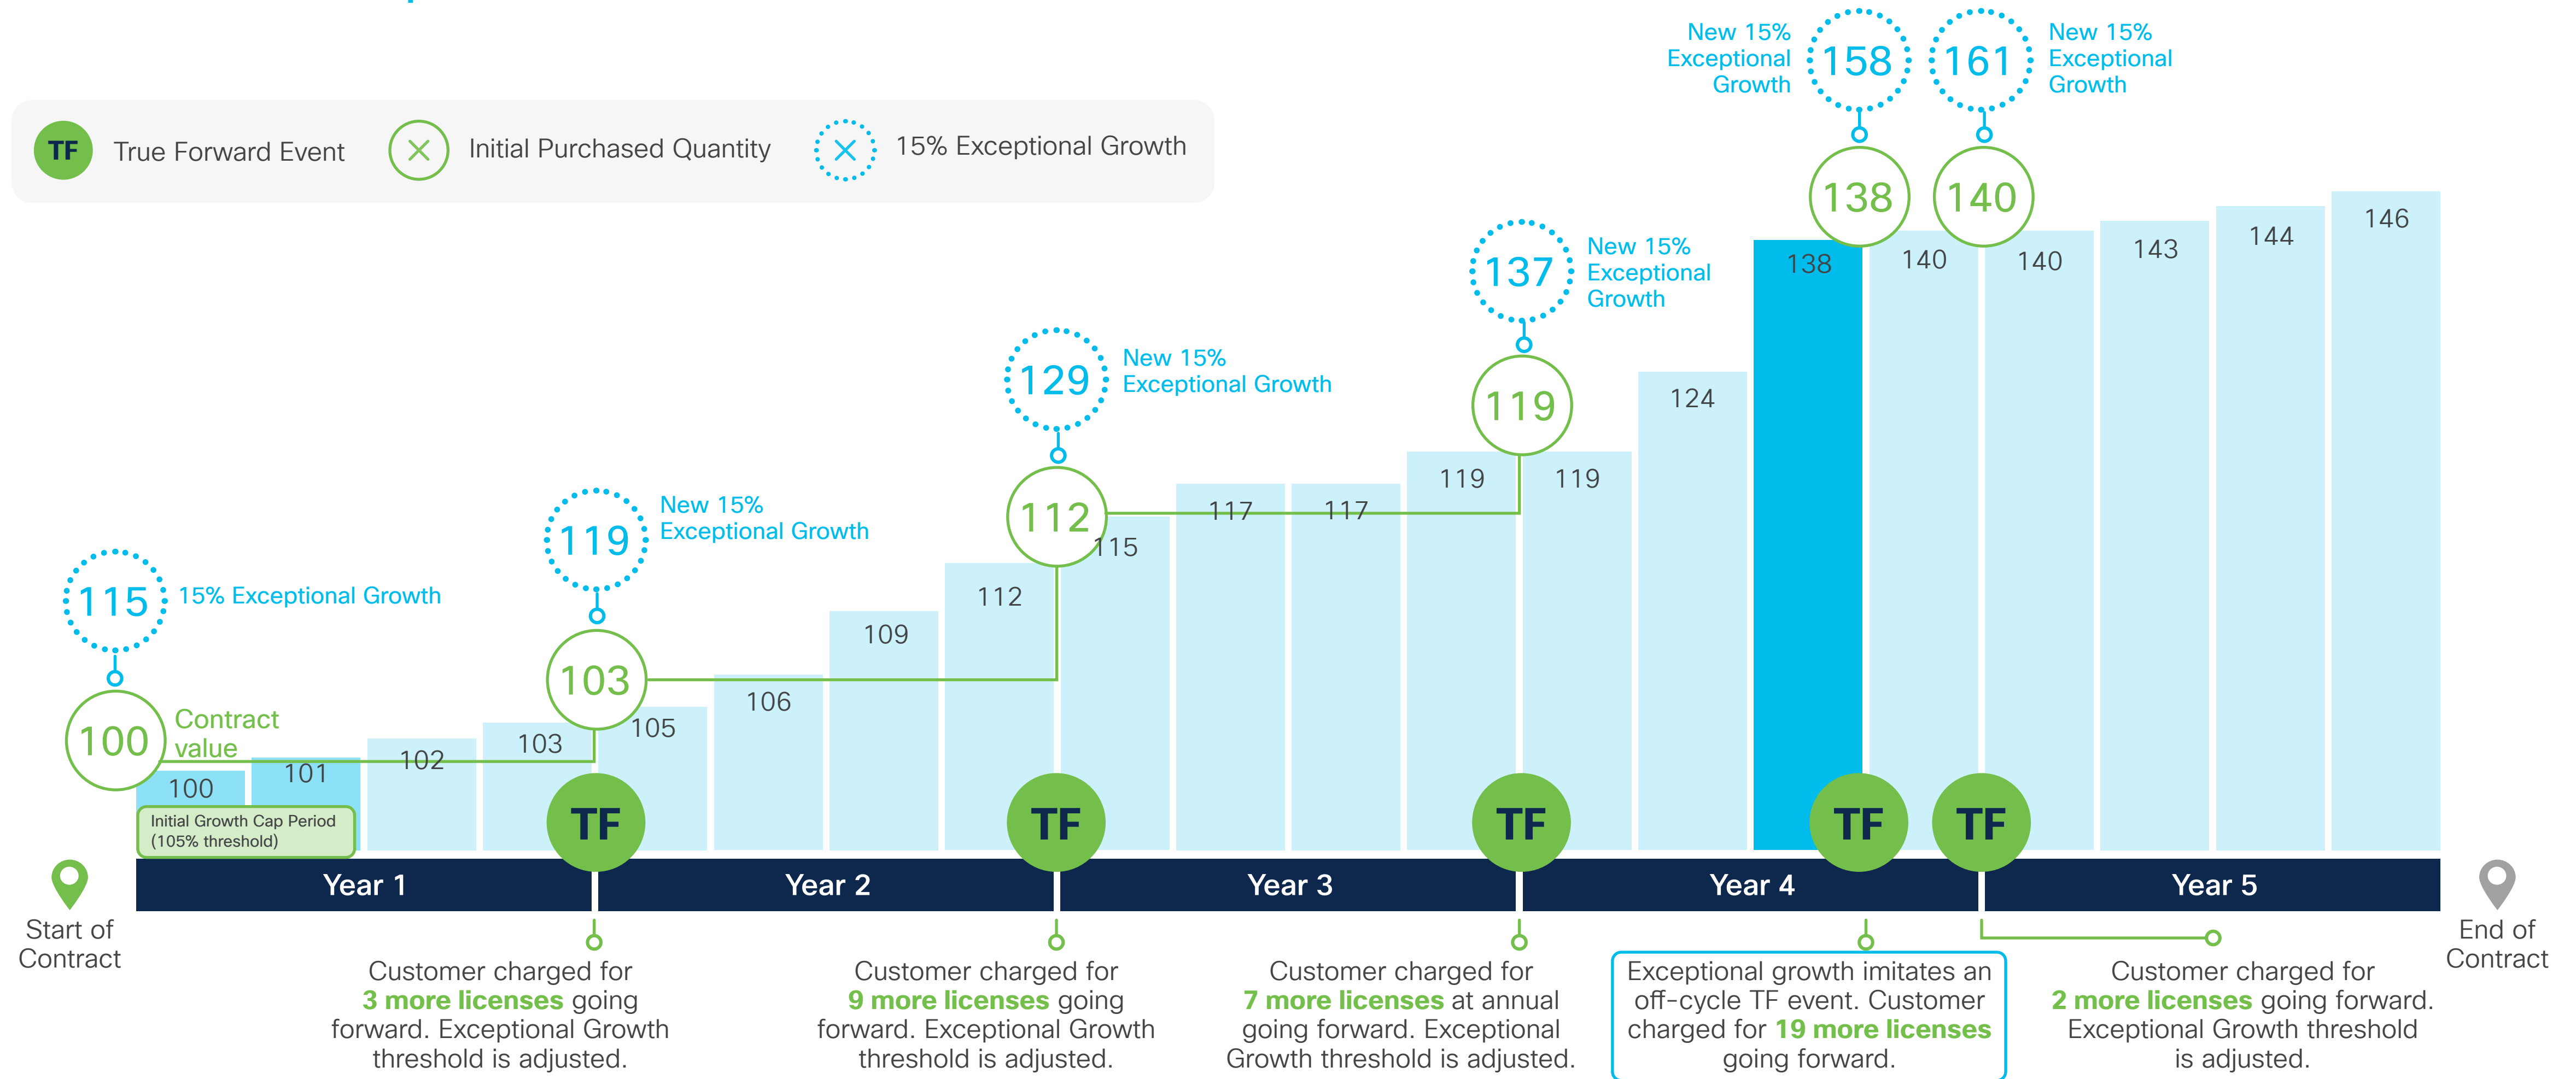 New 15%
Exceptional
Growth
158
161
New 15%
Exceptional
Growth
TF
True Forward Event
Initial Purchased Quantity
15% Exceptional Growth
138
140
146
144
143
140
140
138
137
New 15%
Exceptional
Growth
129
New 15%
Exceptional Growth
119
124
119
119
119
New 15%
Exceptional Growth
112
117
117
115
112
115
15% Exceptional Growth
109
103
106
105
100
Contract
value
103
102
101
100
Initial Growth Cap Period
(105% threshold)
TF
TF
TF
TF
TF
Year 1
Year 2
Year 3
Year 4
Year 5
Start of
Contract
End of
Contract
Customer charged for
3 more licenses going
forward. Exceptional Growth
threshold is adjusted.
Customer charged for
9 more licenses going
forward. Exceptional Growth
threshold is adjusted.
Customer charged for
7 more licenses at annual
going forward. Exceptional
Growth threshold is adjusted.
Exceptional growth imitates an
off-cycle TF event. Customer
charged for 19 more licenses
going forward.
Customer charged for
2 more licenses going forward.
Exceptional Growth threshold
is adjusted.